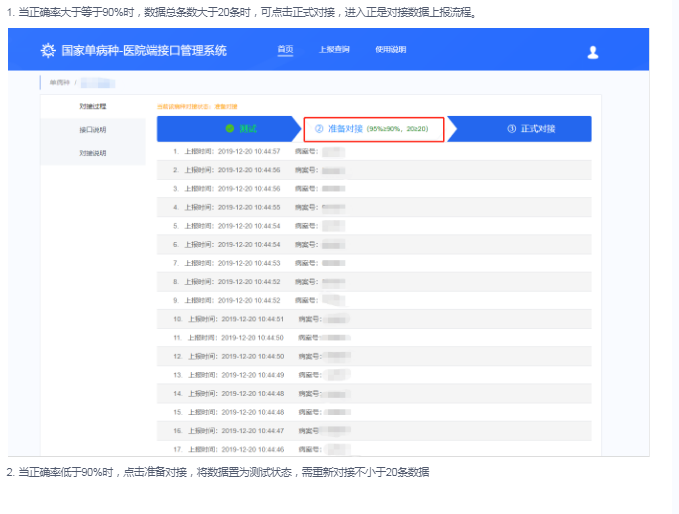 1. 当正确率大于等于90%时，数据总条数大于20条时，可点击正式对接，进入正是对接数据上报流程。
国家单病种-医院端接口管理系统 首页 上报查询 使用说明
单病种 /
对接过程
接口说明
对接说明
当前该病种对接状态：准备对接
测试 ② 准备对接 (95%≥90%，20≥20) ① 正式对接
1. 上报时间：2019-12-20 10:44:57 病案号：
2. 上报时间：2019-12-20 10:44:56 病案号：
3. 上报时间：2019-12-20 10:44:56 病案号：
4. 上报时间：2019-12-20 10:44:55 病案号：
5. 上报时间：2019-12-20 10:44:54 病案号：
6. 上报时间：2019-12-20 10:44:54 病案号：
7. 上报时间：2019-12-20 10:44:53 病案号：
8. 上报时间：2019-12-20 10:44:52 病案号：
9. 上报时间：2019-12-20 10:44:52 病案号：
10. 上报时间：2019-12-20 10:44:51 病案号：
11. 上报时间：2019-12-20 10:44:50 病案号：
12. 上报时间：2019-12-20 10:44:50 病案号：
13. 上报时间：2019-12-20 10:44:49 病案号：
14. 上报时间：2019-12-20 10:44:48 病案号：
15. 上报时间：2019-12-20 10:44:48 病案号：
16. 上报时间：2019-12-20 10:44:47 病案号：
17. 上报时间：2019-12-20 10:44:46 病案号：
2. 当正确率低于90%时，点击准备对接，将数据置为测试状态，需重新对接不小于20条数据